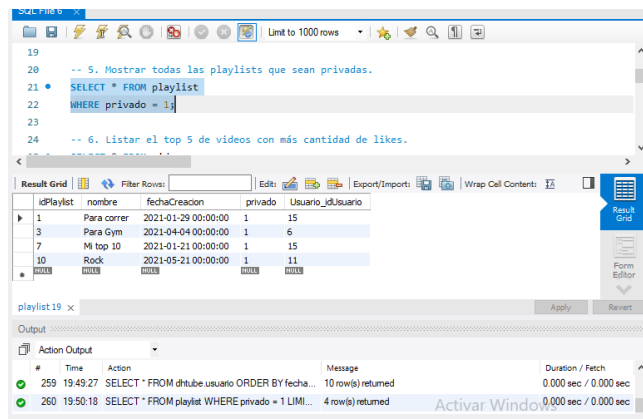 SQL File 6 ×
Limit to 1000 rows
19
20 -- 5. Mostrar todas las playlists que sean privadas.
21 SELECT * FROM playlist
22 WHERE privado = 1;
23
24 -- 6. Listar el top 5 de videos con más cantidad de likes.
Result Grid Filter Rows: Edit: Export/Import: Wrap Cell Content:
idPlaylist nombre fechaCreacion privado Usuario_idUsuario
1 Para correr 2021-01-29 00:00:00 1 15
3 Para Gym 2021-04-04 00:00:00 1 6
7 Mi top 10 2021-01-21 00:00:00 1 15
10 Rock 2021-05-21 00:00:00 1 11
NULL NULL NULL NULL NULL
Result Grid
Form Editor
playlist 19 × Apply Revert
Output
Action Output
# Time Action Message Duration / Fetch
259 19:49:27 SELECT * FROM dhtube.usuario ORDER BY fecha... 10 row(s) returned 0.000 sec / 0.000 sec
260 19:50:18 SELECT * FROM playlist WHERE privado = 1 LIMI... 4 row(s) returned 0.000 sec / 0.000 sec
Activar Windows